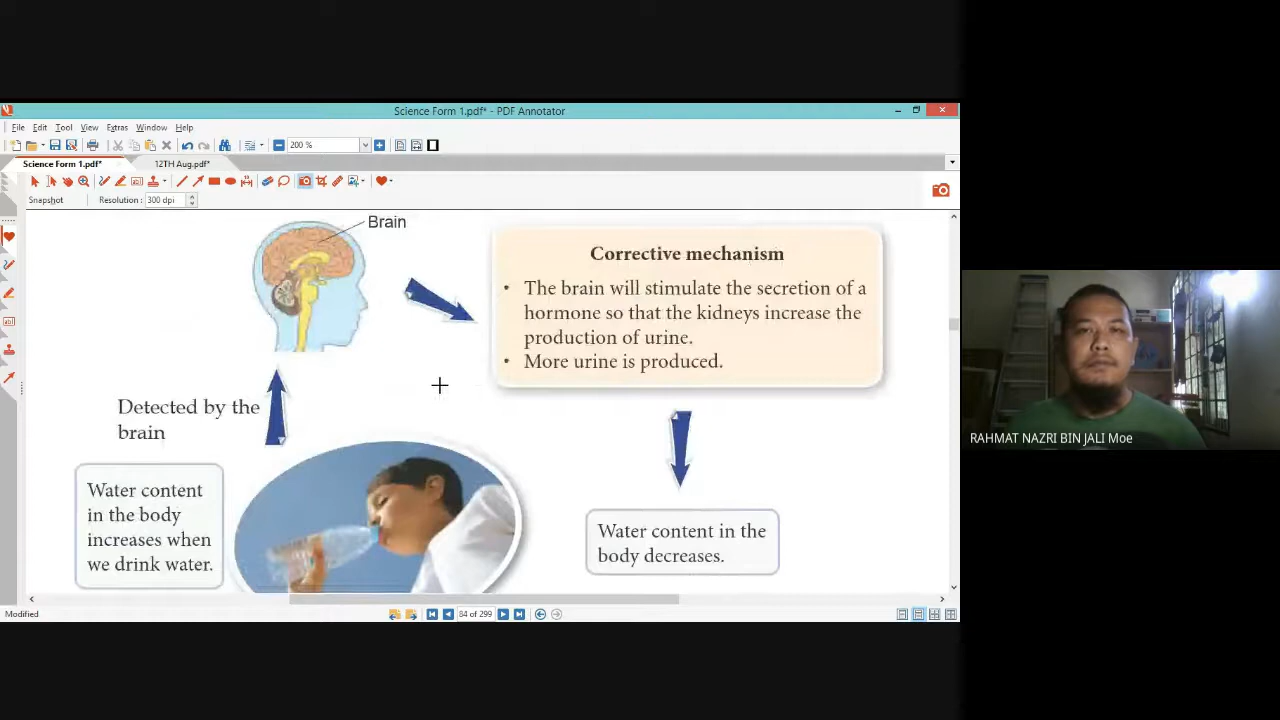 Science Form 1.pdf* - PDF Annotator
File Edit Tool View Extras Window Help
200 %
Science Form 1.pdf* 12TH Aug.pdf*
Snapshot Resolution: 300 dpi
Brain
Corrective mechanism
• The brain will stimulate the secretion of a
hormone so that the kidneys increase the
production of urine.
• More urine is produced.
Detected by the
brain
Water content
in the body
increases when
we drink water.
Water content in the
body decreases.
RAHMAT NAZRI BIN JALI Moe
Modified 84 of 299